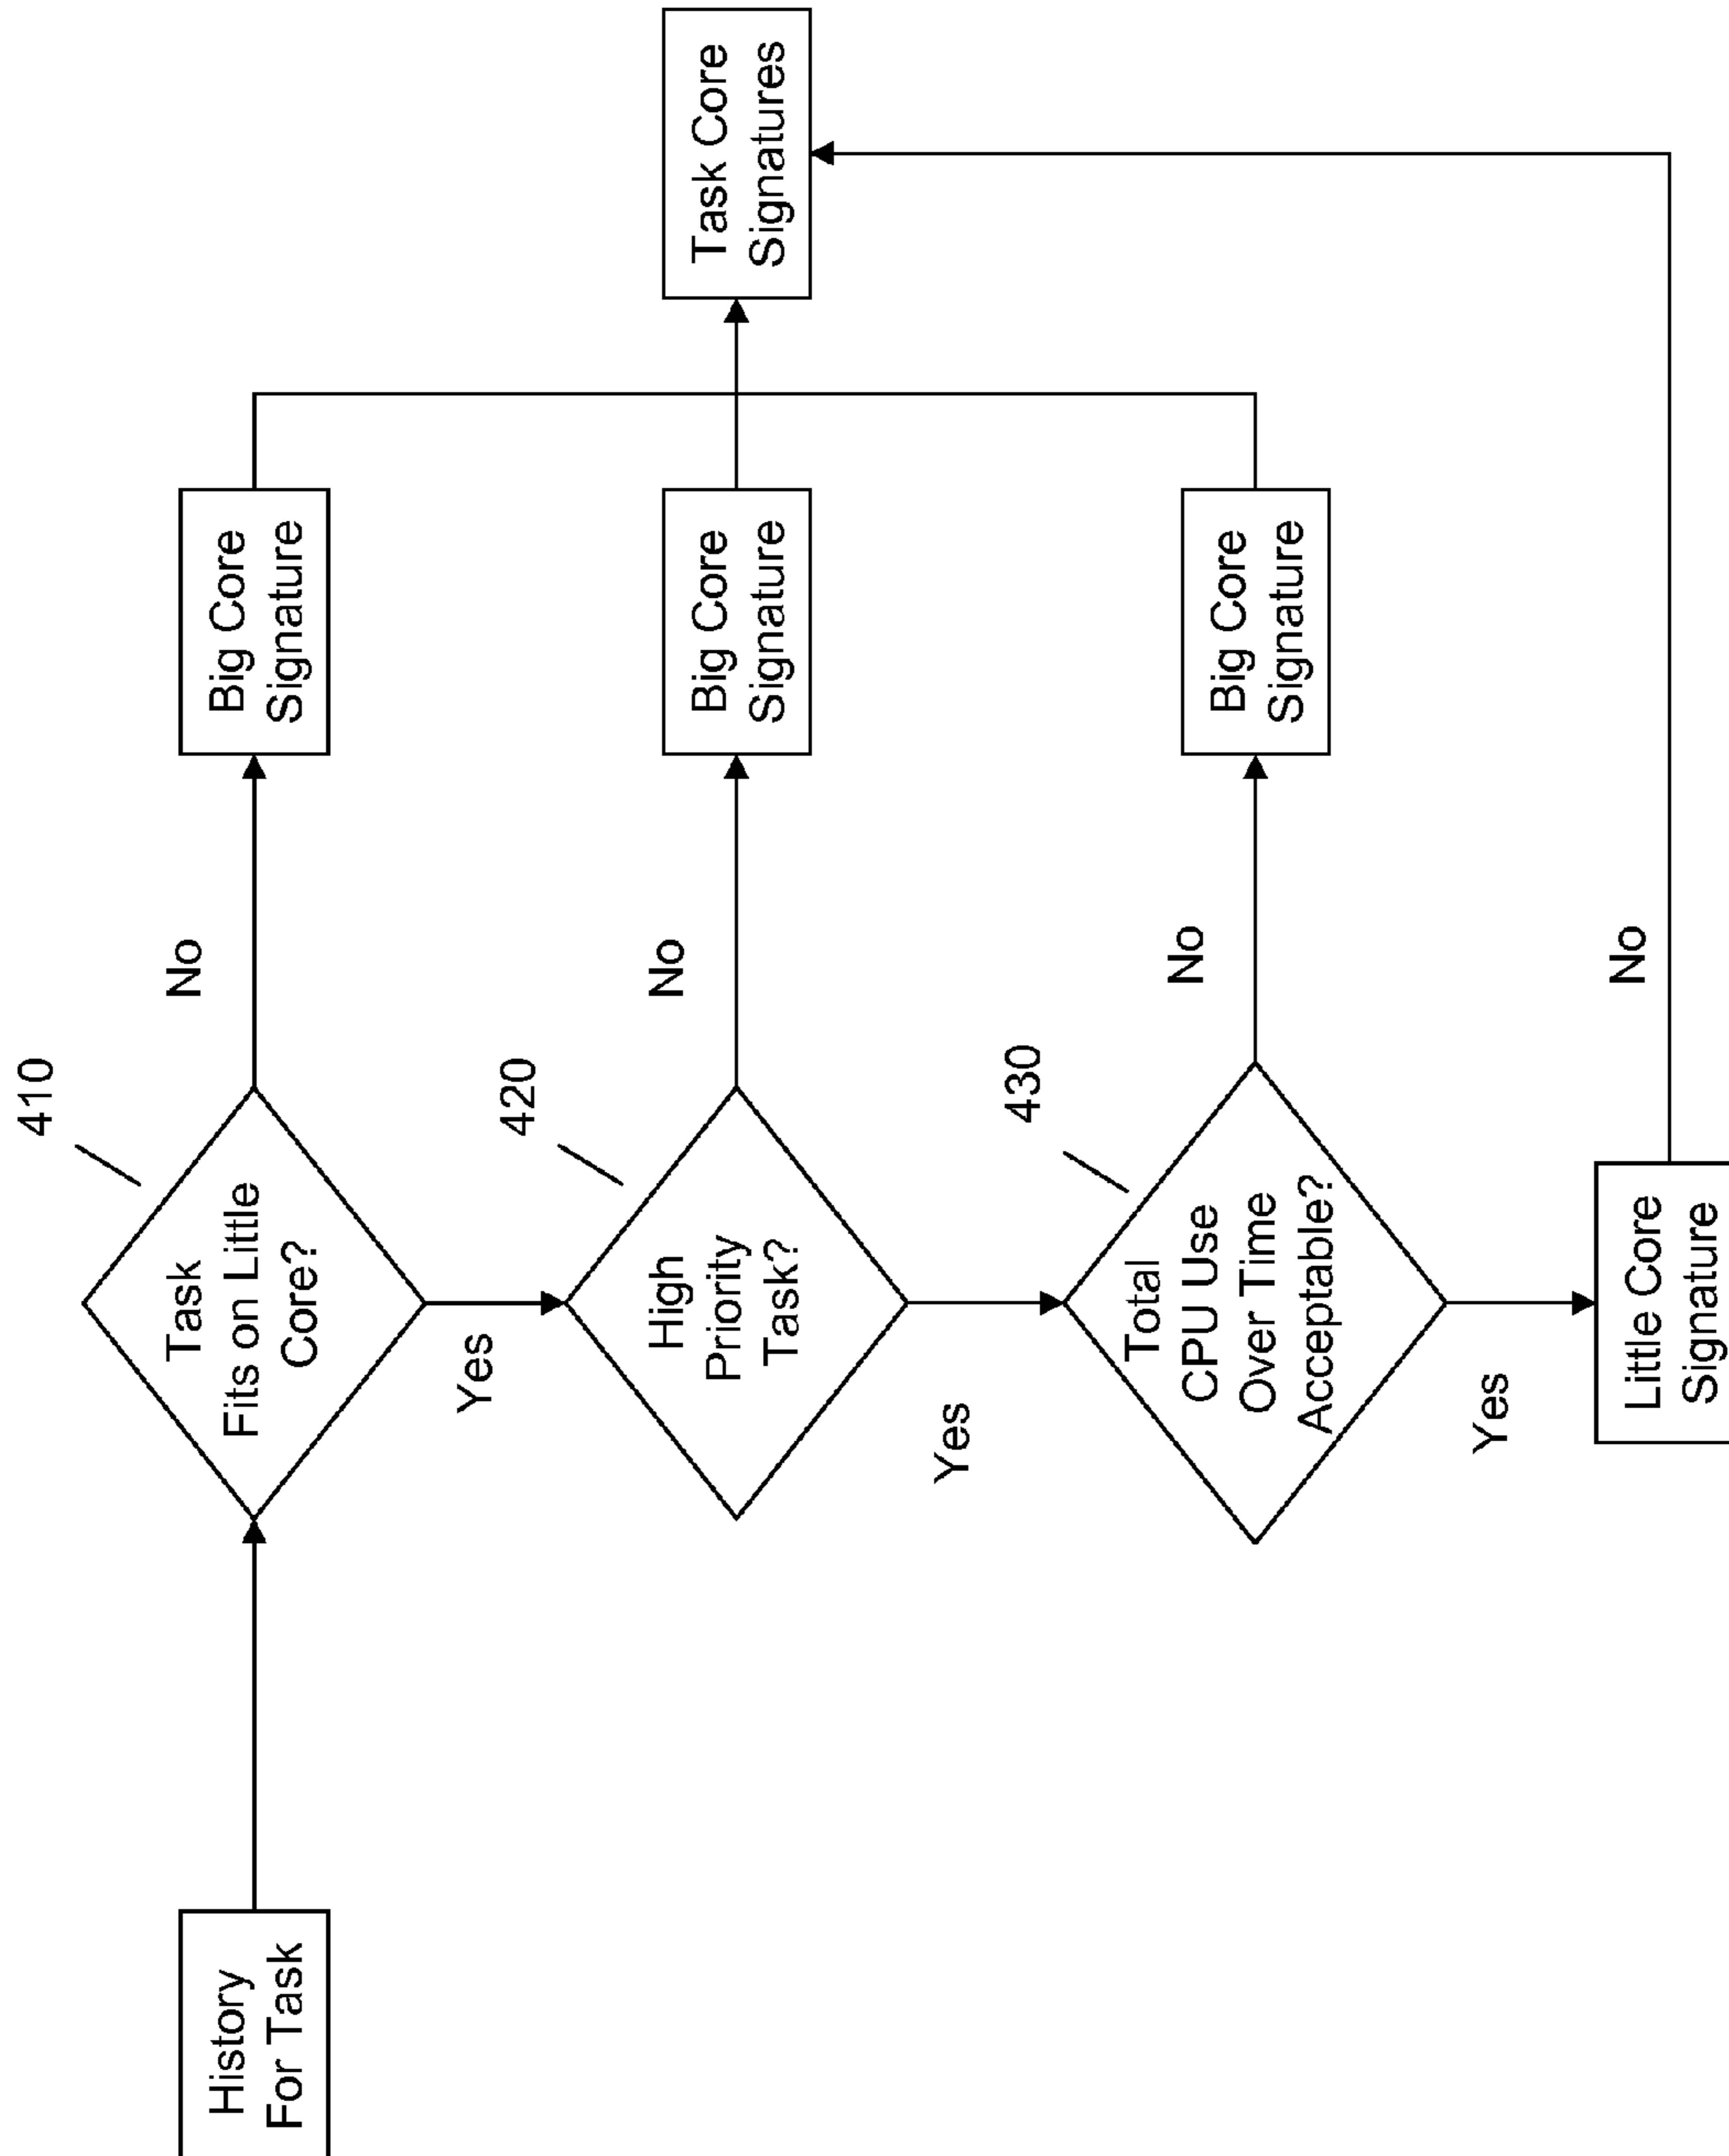 History
For Task
410
Task
Fits on Little
Core?
No
Big Core
Signature
Yes
420
High
Priority
Task?
No
Big Core
Signature
Task Core
Signatures
Yes
430
Total
CPU Use
Over Time
Acceptable?
No
Big Core
Signature
Yes
Little Core
Signature
No